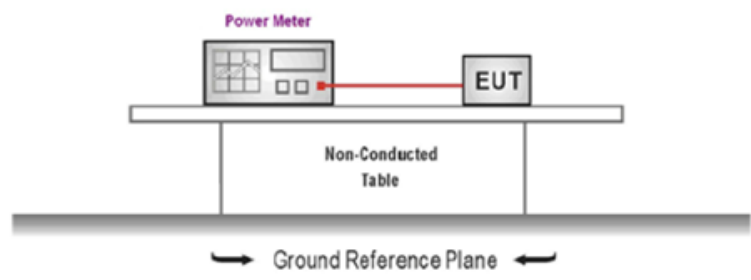 Power Meter
EUT
Non-Conducted
Table
Ground Reference Plane